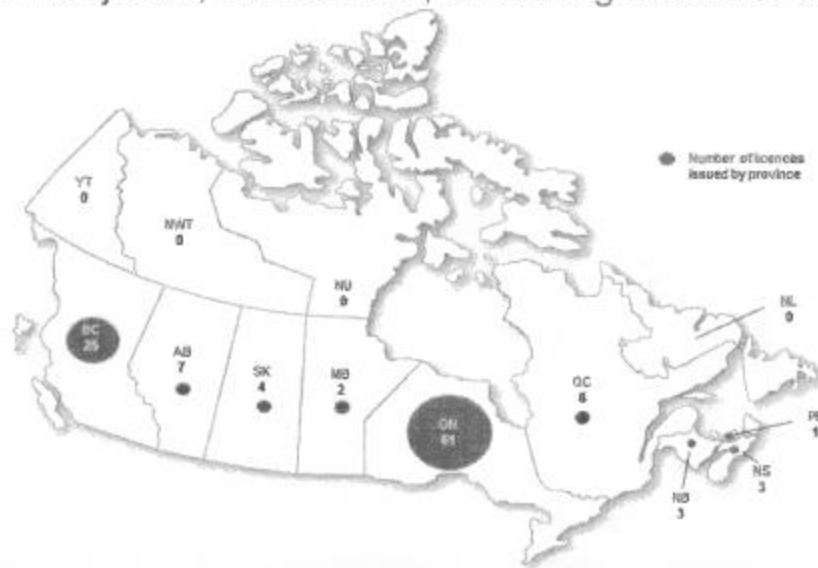 Number of licences
issued by province
YT
0
NWT
0
NU
0
NL
0
BC
25
AB
7
SK
4
MB
2
ON
61
QC
6
1
NS
3
NB
3